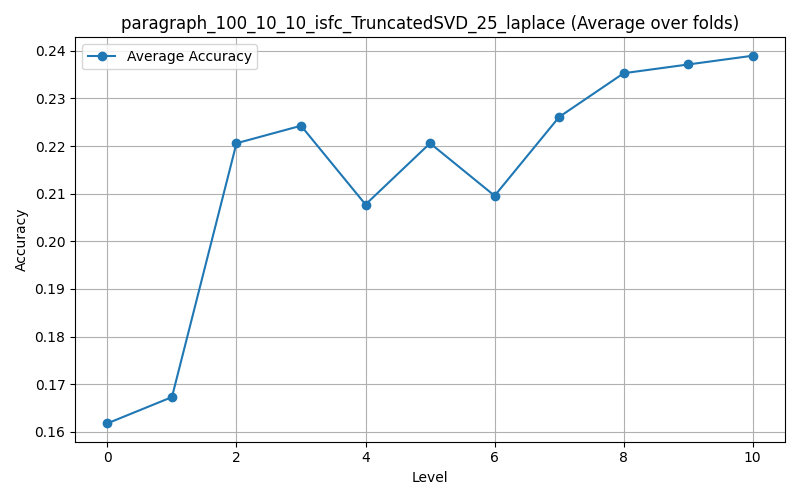 paragraph_100_10_10_isfc_TruncatedSVD_25_laplace (Average over folds)
Average Accuracy
0.24
0.23
0.22
0.21
0.20
0.19
0.18
0.17
0.16
Accuracy
0 2 4 6 8 10
Level